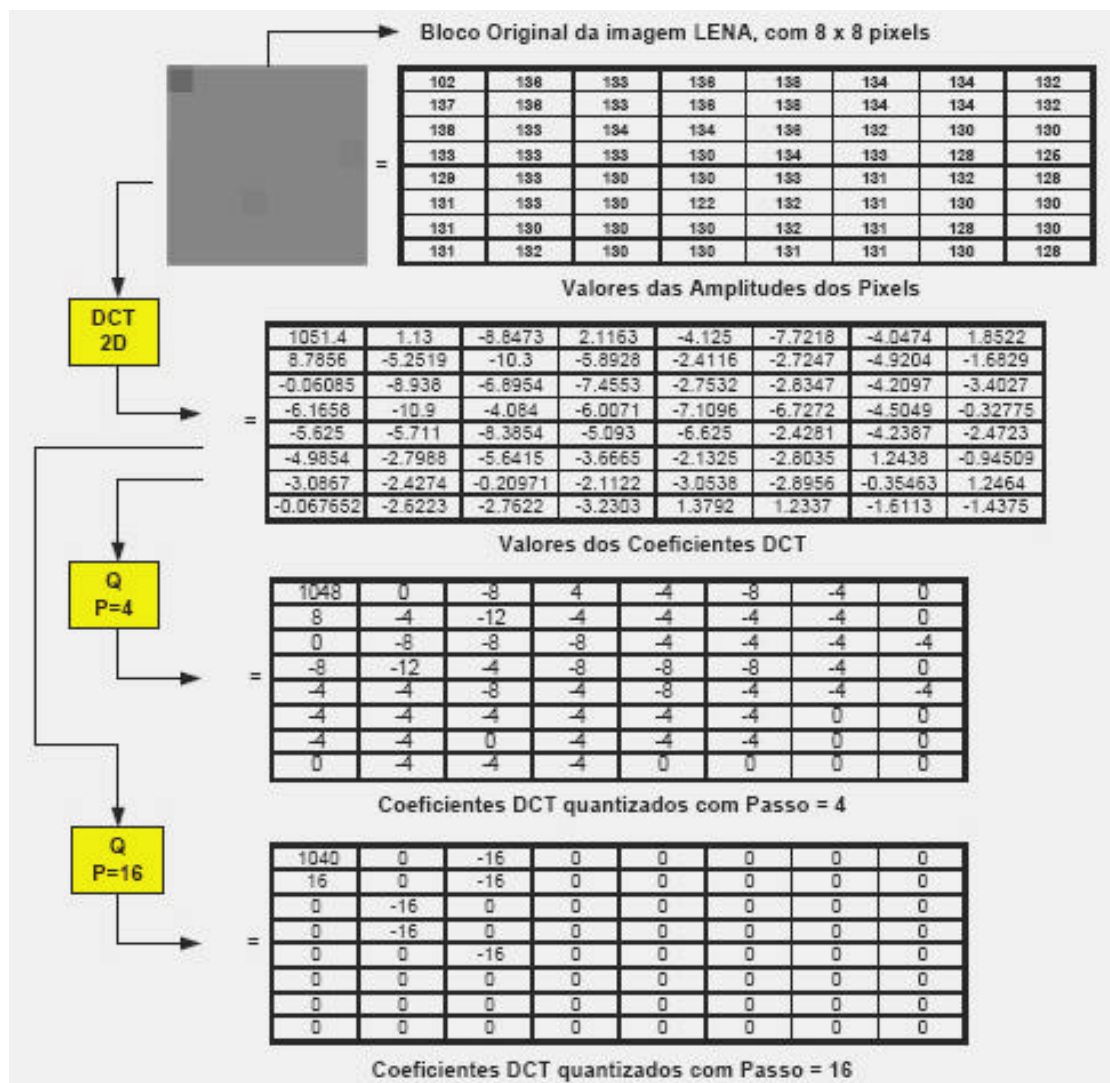 Bloco Original da imagem LENA, com 8 x 8 pixels
102 136 133 136 138 134 134 132
137 136 133 136 138 134 134 132
138 133 134 134 136 132 130 130
=
133 133 133 130 134 133 128 126
129 133 130 130 133 131 132 128
131 133 130 122 132 131 130 130
131 130 130 130 132 131 128 130
131 132 130 130 131 131 130 128
Valores das Amplitudes dos Pixels
DCT
2D
1051.4 1.13 -8.8473 2.1163 -4.125 -7.7218 -4.0474 1.8522
8.7856 -5.2519 -10.3 -5.8928 -2.4116 -2.7247 -4.9204 -1.6829
-0.06085 -8.938 -6.8954 -7.4553 -2.7532 -2.8347 -4.2097 -3.4027
-6.1658 -10.9 -4.084 -6.0071 -7.1096 -6.7272 -4.5049 -0.32775
=
-5.625 -5.711 -8.3854 -5.093 -6.625 -2.4281 -4.2387 -2.4723
-4.9854 -2.7988 -5.6415 -3.6665 -2.1325 -2.8035 1.2438 -0.94509
-3.0867 -2.4274 -0.20971 -2.1122 -3.0538 -2.8956 -0.35463 1.2464
-0.067652 -2.6223 -2.7622 -3.2303 1.3792 1.2337 -1.6113 -1.4375
Valores dos Coeficientes DCT
Q
P=4
1048 0 -8 4 -4 -8 -4 0
8 -4 -12 -4 -4 -4 -4 0
0 -8 -8 -8 -4 -4 -4 -4
-8 -12 -4 -8 -8 -8 -4 0
=
-4 -4 -8 -4 -8 -4 -4 -4
-4 -4 -4 -4 -4 -4 0 0
-4 -4 0 -4 -4 -4 0 0
0 -4 -4 -4 0 0 0 0
Coeficientes DCT quantizados com Passo = 4
Q
P=16
1040 0 -16 0 0 0 0 0
16 0 -16 0 0 0 0 0
0 -16 0 0 0 0 0 0
0 -16 0 0 0 0 0 0
=
0 0 -16 0 0 0 0 0
0 0 0 0 0 0 0 0
0 0 0 0 0 0 0 0
0 0 0 0 0 0 0 0
Coeficientes DCT quantizados com Passo = 16